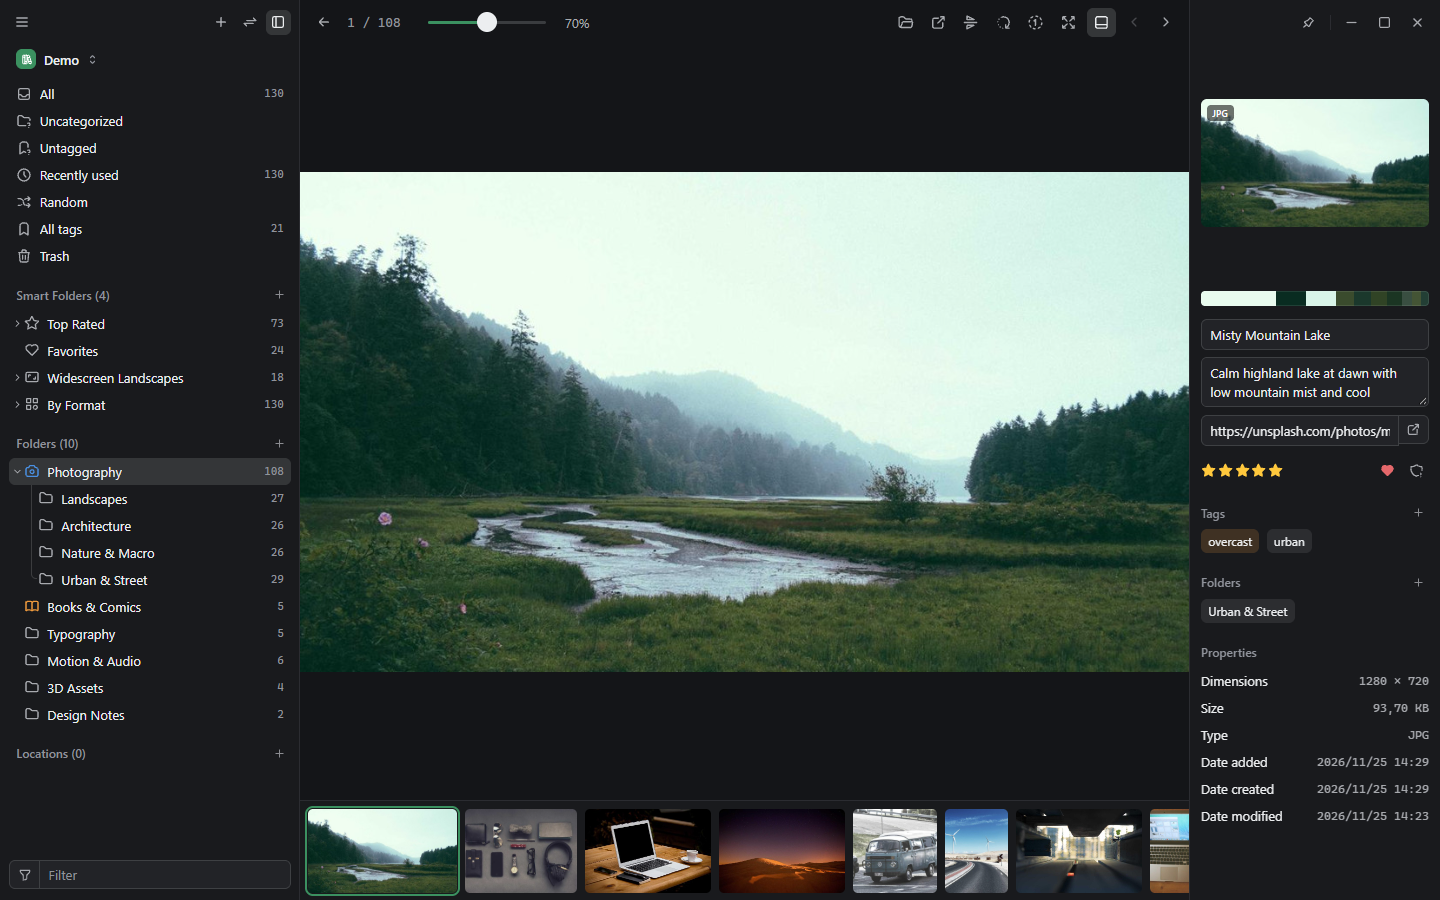 Demo
All 130
Uncategorized
Untagged
Recently used 130
Random
All tags 21
Trash
Smart Folders (4)
Top Rated 73
Favorites 24
Widescreen Landscapes 18
By Format 130
Folders (10)
Photography 108
Landscapes 27
Architecture 26
Nature & Macro 26
Urban & Street 29
Books & Comics 5
Typography 5
Motion & Audio 6
3D Assets 4
Design Notes 2
Locations (0)
Filter
1 / 108
70%
JPG
Misty Mountain Lake
Calm highland lake at dawn with
low mountain mist and cool
https://unsplash.com/photos/m
Tags
overcast urban
Folders
Urban & Street
Properties
Dimensions 1280 × 720
Size 93,70 KB
Type JPG
Date added 2026/11/25 14:29
Date created 2026/11/25 14:29
Date modified 2026/11/25 14:23